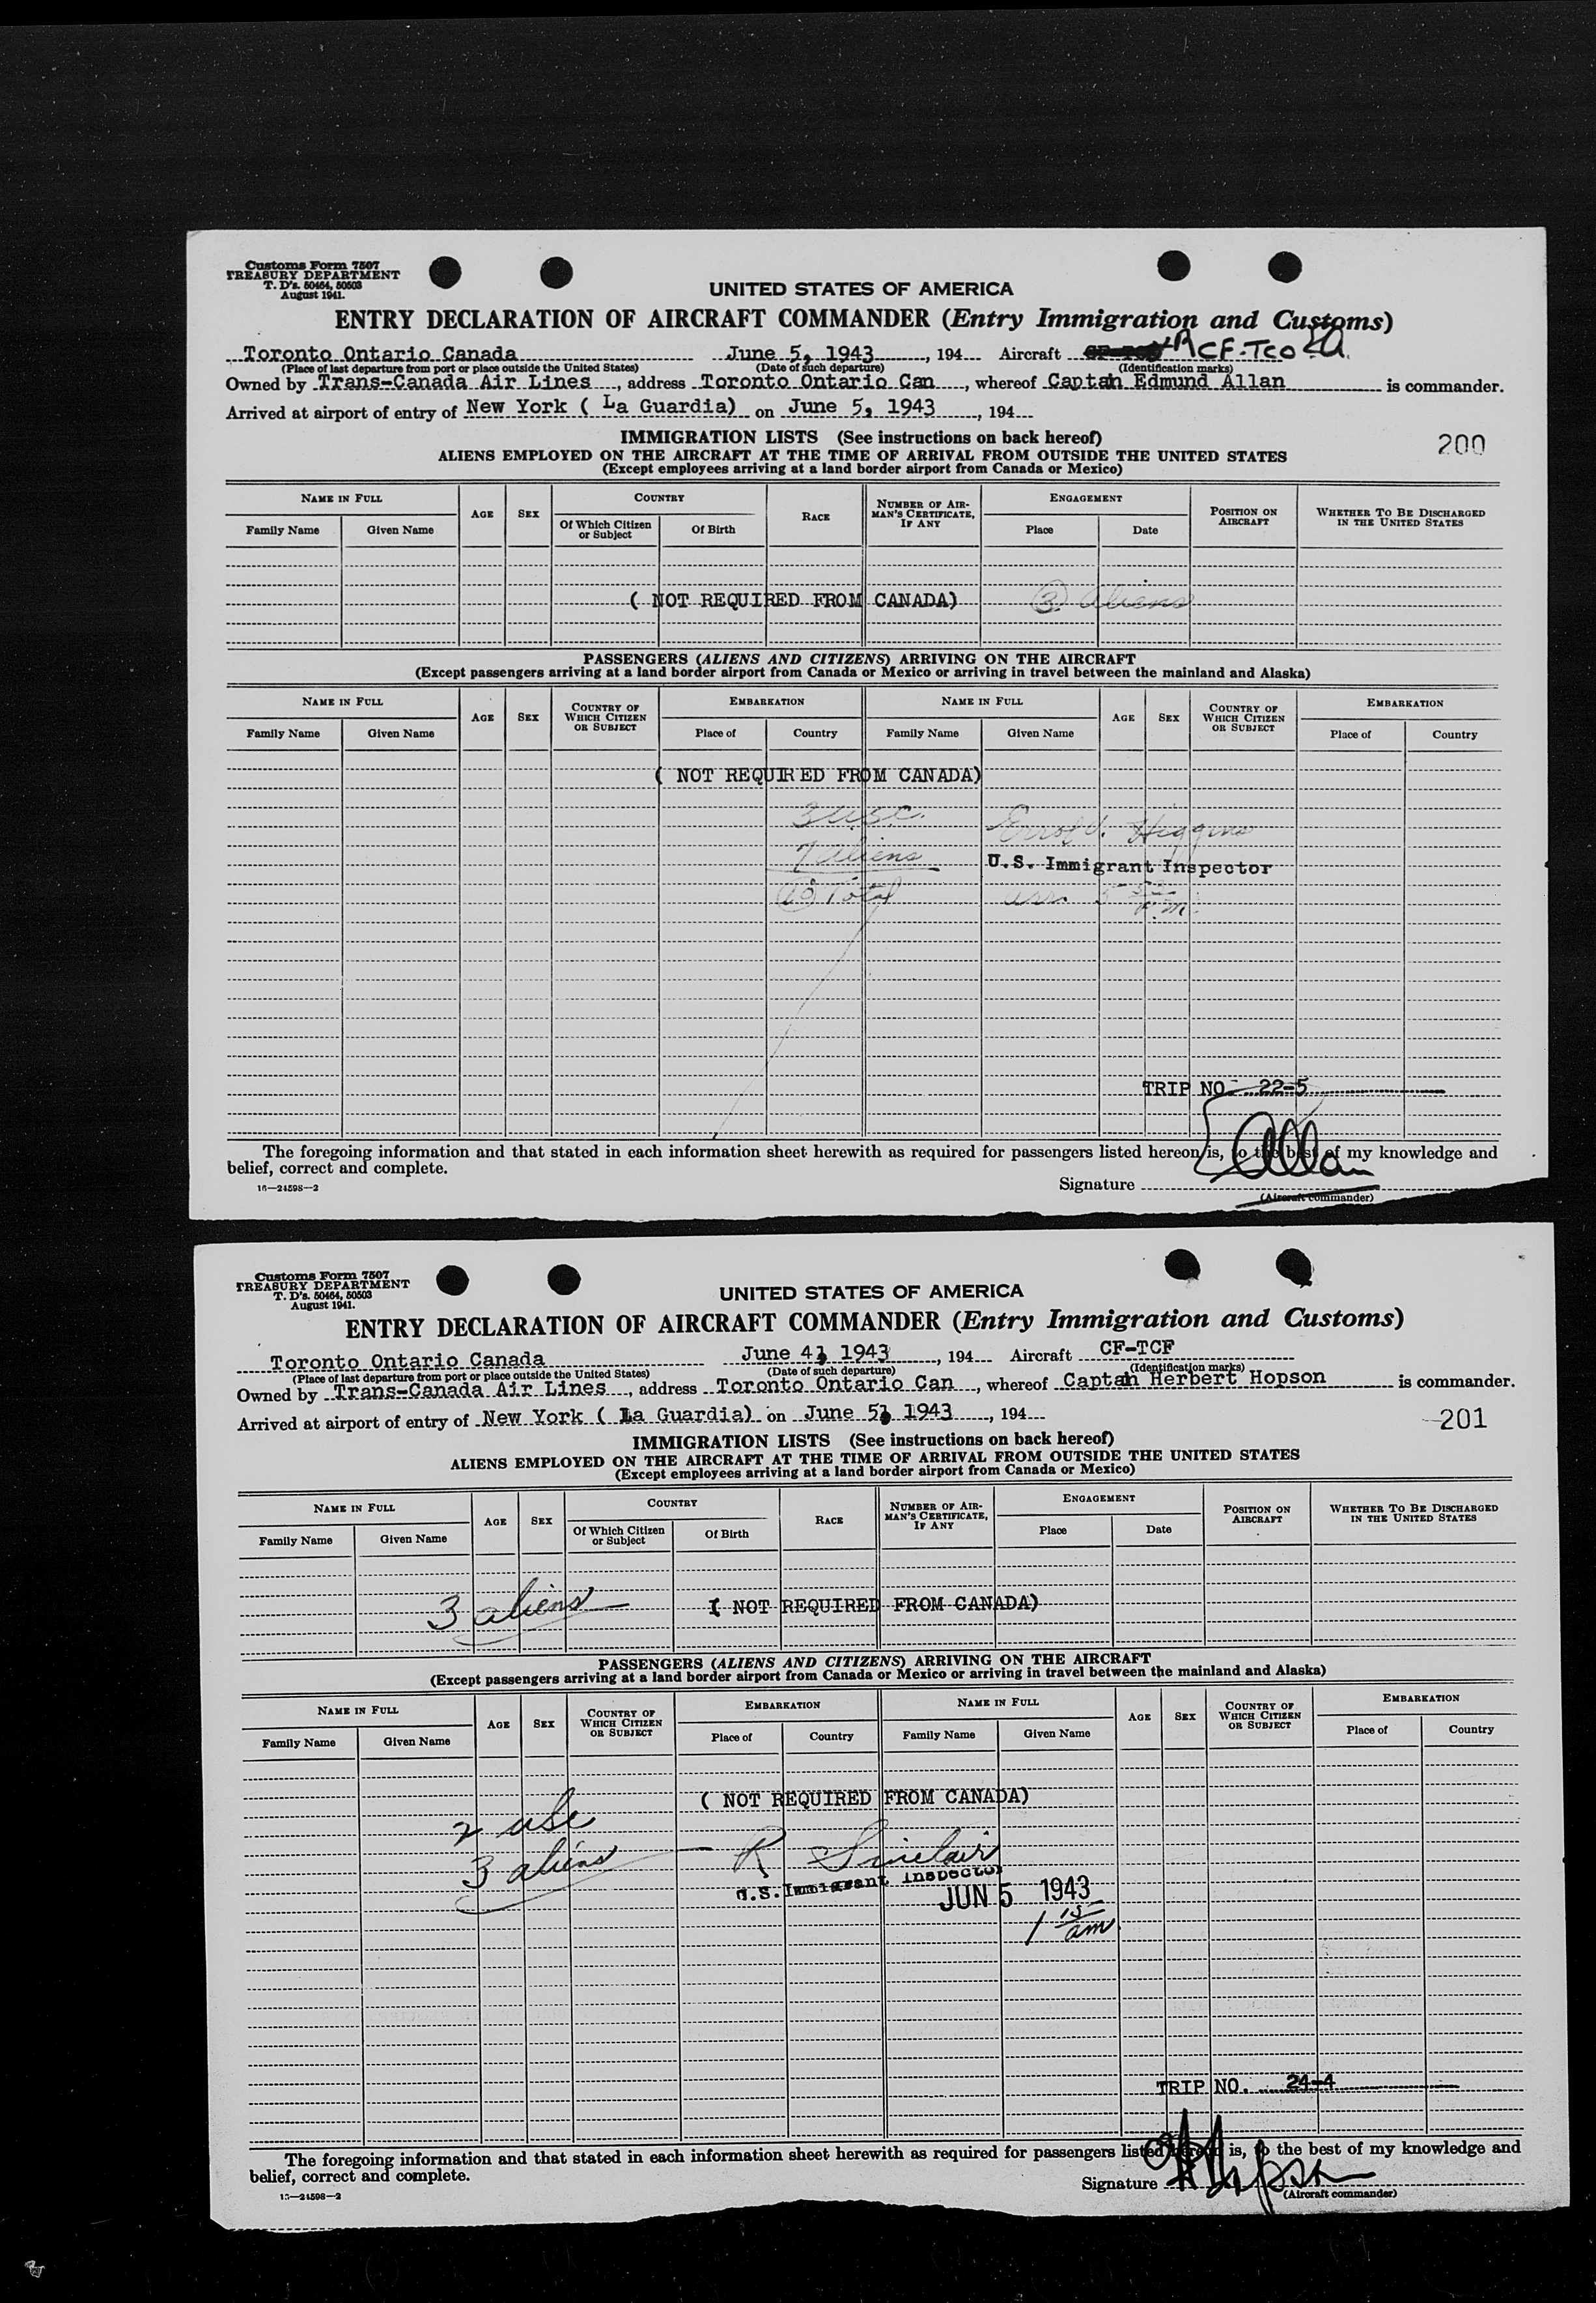 Customs Form 7507
TREASURY DEPARTMENT
T. D's. 50464, 50503
August 1941.
UNITED STATES OF AMERICA
ENTRY DECLARATION OF AIRCRAFT COMMANDER (Entry Immigration and Customs)
Toronto Ontario Canada June 5, 1943, 194 Aircraft CF-TCO
(Place of last departure from port or place outside the United States) (Date of such departure) (Identification marks)
Owned by Trans-Canada Air Lines, address Toronto Ontario Can, whereof Captah Edmund Allan is commander.
Arrived at airport of entry of New York ( La Guardia) on June 5, 1943, 194
IMMIGRATION LISTS (See instructions on back hereof)
200
ALIENS EMPLOYED ON THE AIRCRAFT AT THE TIME OF ARRIVAL FROM OUTSIDE THE UNITED STATES
(Except employees arriving at a land border airport from Canada or Mexico)
NAME IN FULL AGE SEX COUNTRY RACE NUMBER OF AIRMAN'S CERTIFICATE, IF ANY ENGAGEMENT POSITION ON AIRCRAFT WHETHER TO BE DISCHARGED IN THE UNITED STATES
Family Name Given Name Of Which Citizen or Subject Of Birth Place Date
( NOT REQUIRED FROM CANADA) 3 aliens
PASSENGERS (ALIENS AND CITIZENS) ARRIVING ON THE AIRCRAFT
(Except passengers arriving at a land border airport from Canada or Mexico or arriving in travel between the mainland and Alaska)
NAME IN FULL AGE SEX COUNTRY OF WHICH CITIZEN OR SUBJECT EMBARKATION NAME IN FULL AGE SEX COUNTRY OF WHICH CITIZEN OR SUBJECT EMBARKATION
Family Name Given Name Place of Country Family Name Given Name Place of Country
( NOT REQUIRED FROM CANADA)
3 USC. Errol J. Higgins
7 aliens U.S. Immigrant Inspector
10 Total arr. 5 P.M.
TRIP NO. 22-5
The foregoing information and that stated in each information sheet herewith as required for passengers listed hereon is, to the best of my knowledge and
belief, correct and complete.
Signature Allan
16—24598—2 (Aircraft commander)
Customs Form 7507
TREASURY DEPARTMENT
T. D's. 50464, 50503
August 1941.
UNITED STATES OF AMERICA
ENTRY DECLARATION OF AIRCRAFT COMMANDER (Entry Immigration and Customs)
Toronto Ontario Canada June 4, 1943, 194 Aircraft CF-TCF
(Place of last departure from port or place outside the United States) (Date of such departure) (Identification marks)
Owned by Trans-Canada Air Lines, address Toronto Ontario Can, whereof Captah Herbert Hopson is commander.
Arrived at airport of entry of New York ( La Guardia) on June 5, 1943, 194
201
IMMIGRATION LISTS (See instructions on back hereof)
ALIENS EMPLOYED ON THE AIRCRAFT AT THE TIME OF ARRIVAL FROM OUTSIDE THE UNITED STATES
(Except employees arriving at a land border airport from Canada or Mexico)
NAME IN FULL AGE SEX COUNTRY RACE NUMBER OF AIRMAN'S CERTIFICATE, IF ANY ENGAGEMENT POSITION ON AIRCRAFT WHETHER TO BE DISCHARGED IN THE UNITED STATES
Family Name Given Name Of Which Citizen or Subject Of Birth Place Date
3 aliens ( NOT REQUIRED FROM CANADA)
PASSENGERS (ALIENS AND CITIZENS) ARRIVING ON THE AIRCRAFT
(Except passengers arriving at a land border airport from Canada or Mexico or arriving in travel between the mainland and Alaska)
NAME IN FULL AGE SEX COUNTRY OF WHICH CITIZEN OR SUBJECT EMBARKATION NAME IN FULL AGE SEX COUNTRY OF WHICH CITIZEN OR SUBJECT EMBARKATION
Family Name Given Name Place of Country Family Name Given Name Place of Country
( NOT REQUIRED FROM CANADA)
2 usc
3 aliens — R Sinclair
U.S. Immigrant Inspector
JUN 5 1943
1 15 am
TRIP NO. 24-4
The foregoing information and that stated in each information sheet herewith as required for passengers listed hereon is, to the best of my knowledge and
belief, correct and complete.
Signature Hopson
16—24598—2 (Aircraft commander)